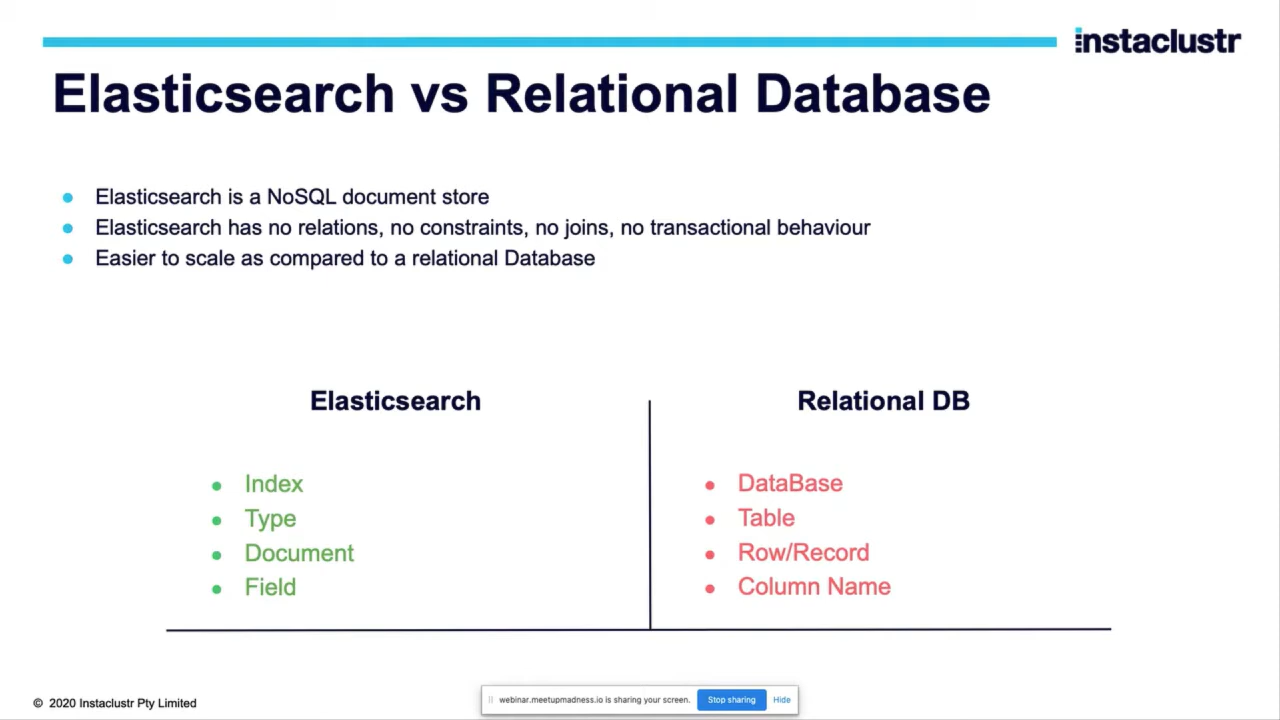 instaclustr
Elasticsearch vs Relational Database
Elasticsearch is a NoSQL document store
Elasticsearch has no relations, no constraints, no joins, no transactional behaviour
Easier to scale as compared to a relational Database
Elasticsearch
Index
Type
Document
Field
Relational DB
DataBase
Table
Row/Record
Column Name
© 2020 Instaclustr Pty Limited
webinar.meetupmadness.io is sharing your screen. Stop sharing Hide